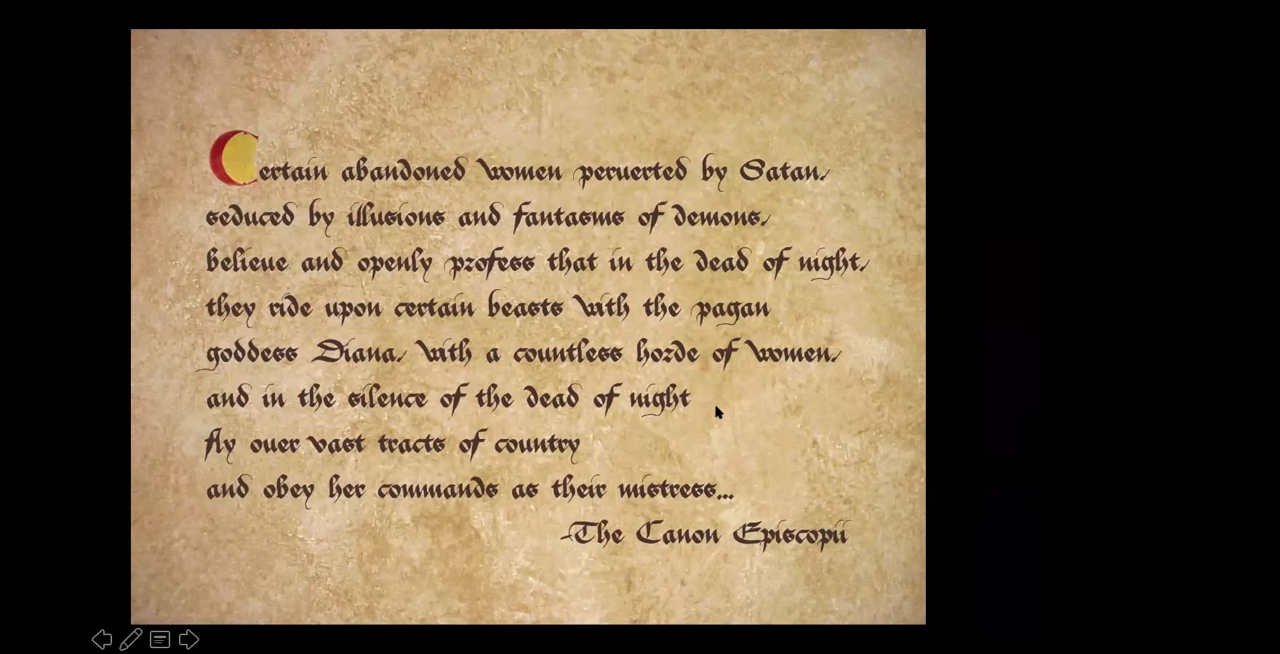 Certain abandoned women peruerted by Satan,
seduced by illusions and fantasms of demons,
belieue and openly profess that in the dead of night,
they ride upon certain beasts with the pagan
goddess Diana, with a countless horde of women,
and in the silence of the dead of night
fly ouer vast tracts of country
and obey her commands as their mistress...
-The Canon Episcopii